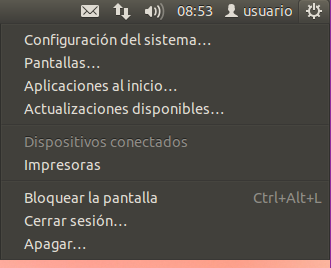 08:53 usuario
Configuración del sistema...
Pantallas...
Aplicaciones al inicio...
Actualizaciones disponibles...
Dispositivos conectados
Impresoras
Bloquear la pantalla Ctrl+Alt+L
Cerrar sesión...
Apagar...